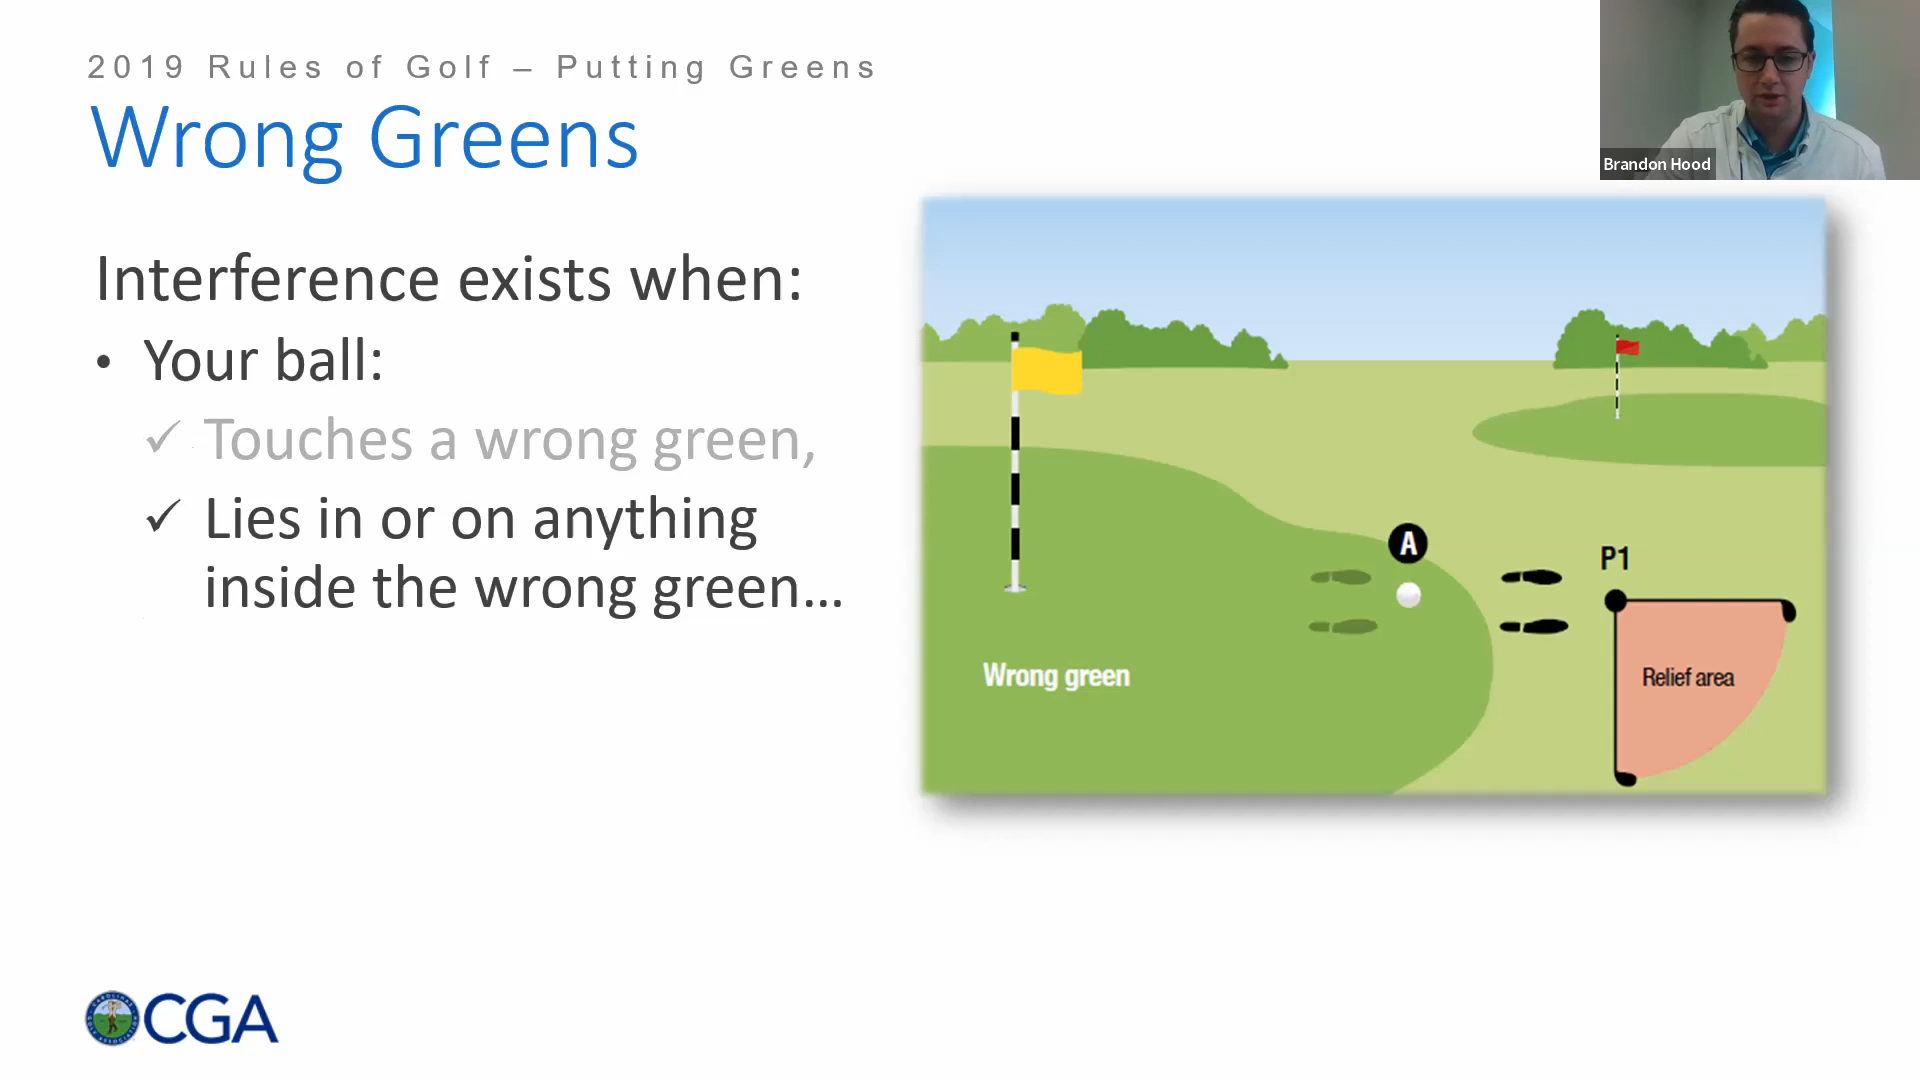 2019 Rules of Golf – Putting Greens
Wrong Greens
Brandon Hood
Interference exists when:
• Your ball:
✓ Touches a wrong green,
✓ Lies in or on anything
inside the wrong green...
A
P1
Relief area
Wrong green
CGA